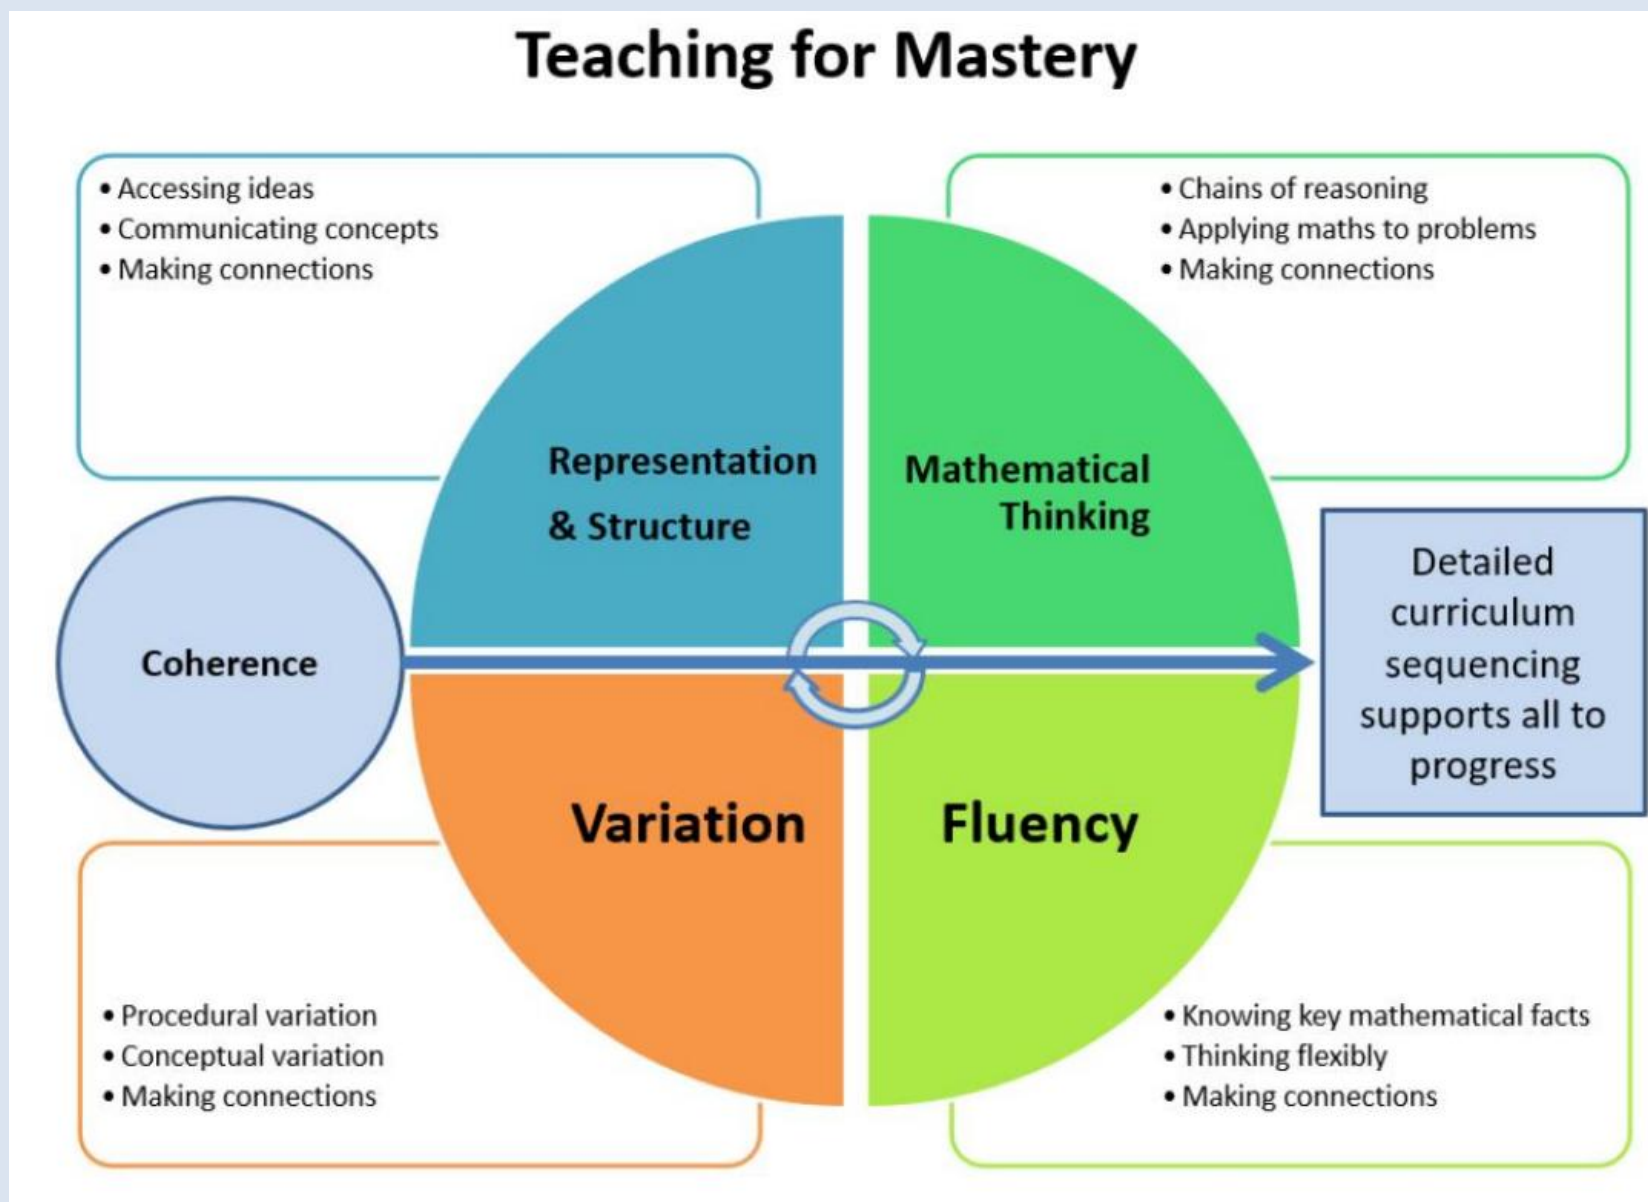 Teaching for Mastery
• Accessing ideas
• Communicating concepts
• Making connections
• Chains of reasoning
• Applying maths to problems
• Making connections
Representation
& Structure
Mathematical
Thinking
Coherence
Detailed
curriculum
sequencing
supports all to
progress
Variation
Fluency
• Procedural variation
• Conceptual variation
• Making connections
• Knowing key mathematical facts
• Thinking flexibly
• Making connections